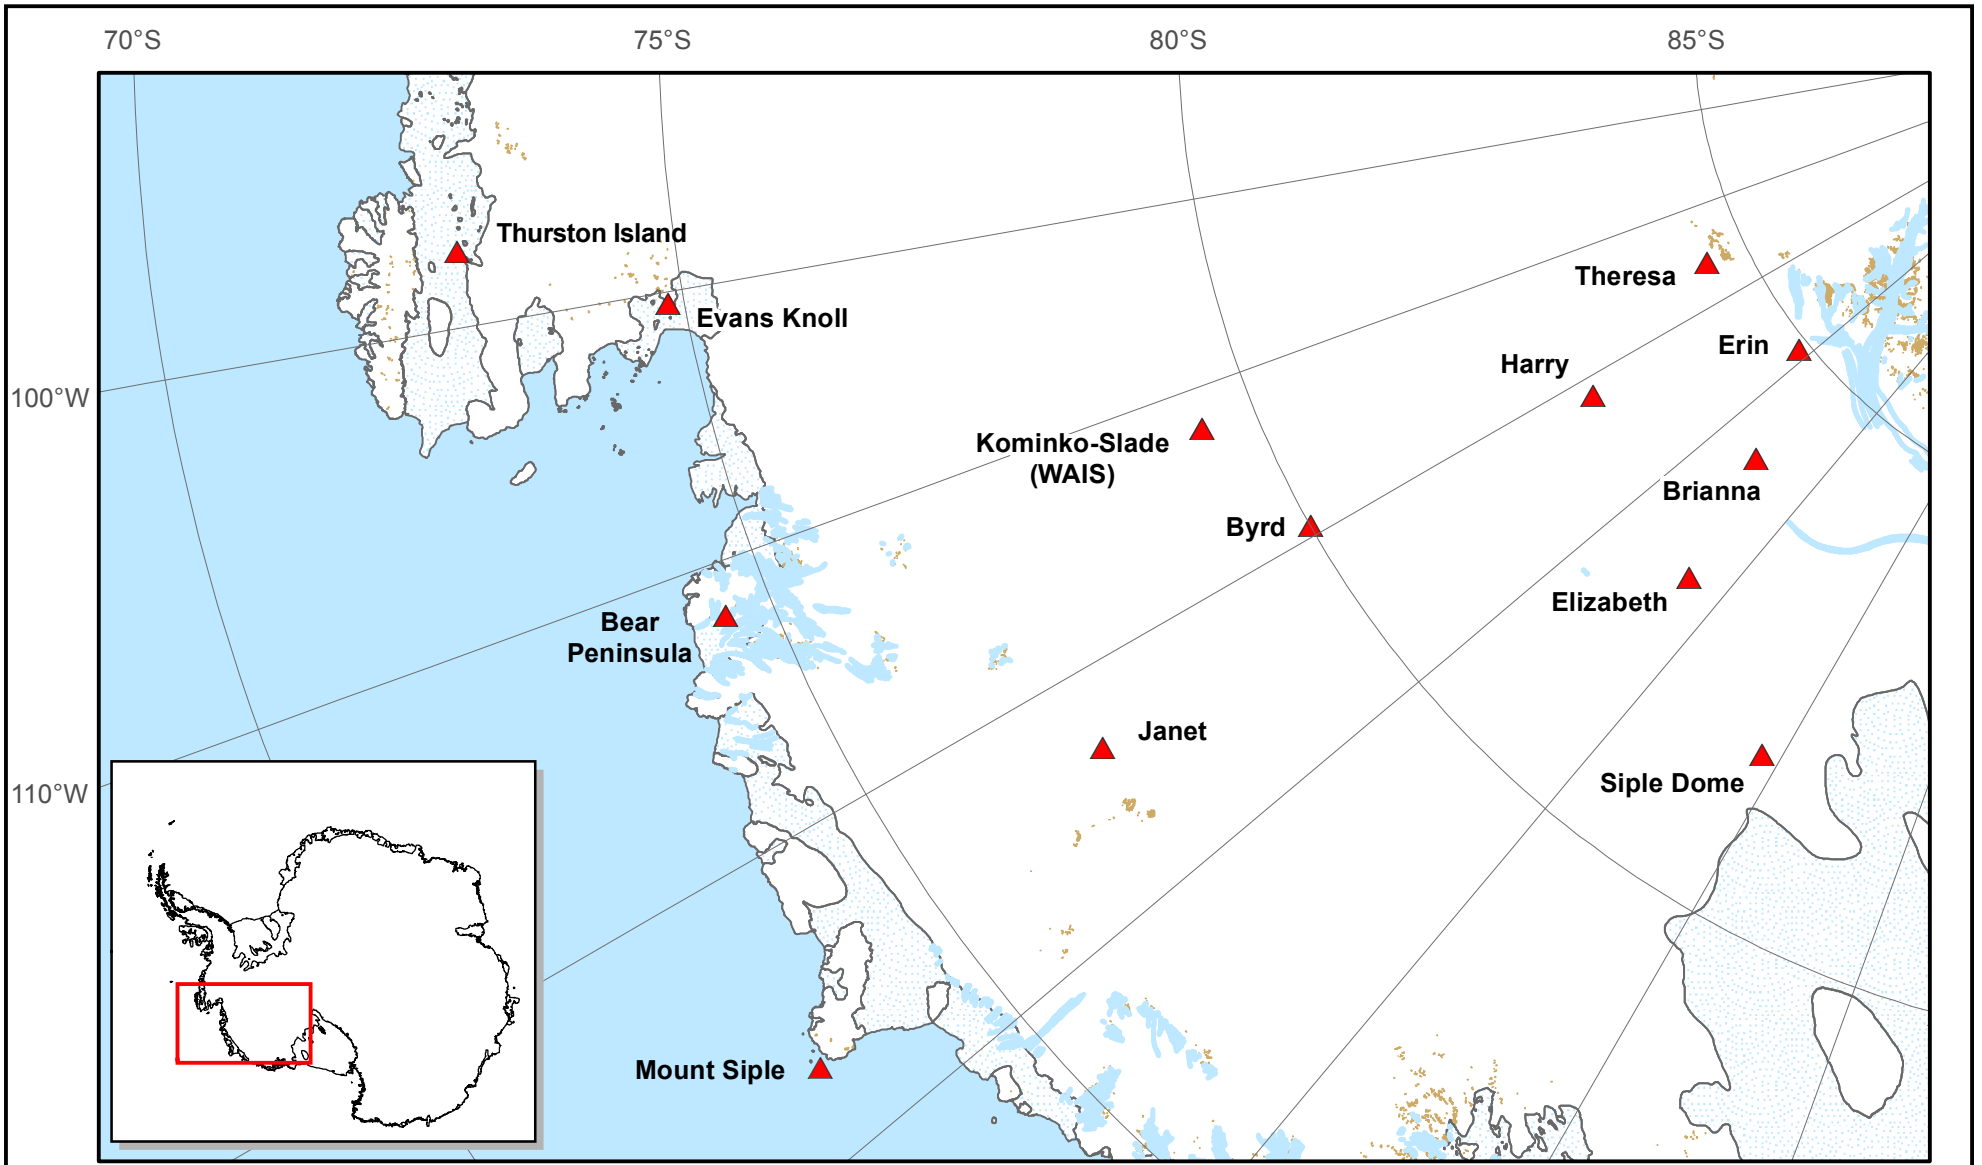 70°S
75°S
80°S
85°S
Thurston Island
Theresa
Evans Knoll
Erin
Harry
100°W
Kominko-Slade
(WAIS)
Brianna
Byrd
Elizabeth
Bear
Peninsula
Janet
Siple Dome
110°W
Mount Siple